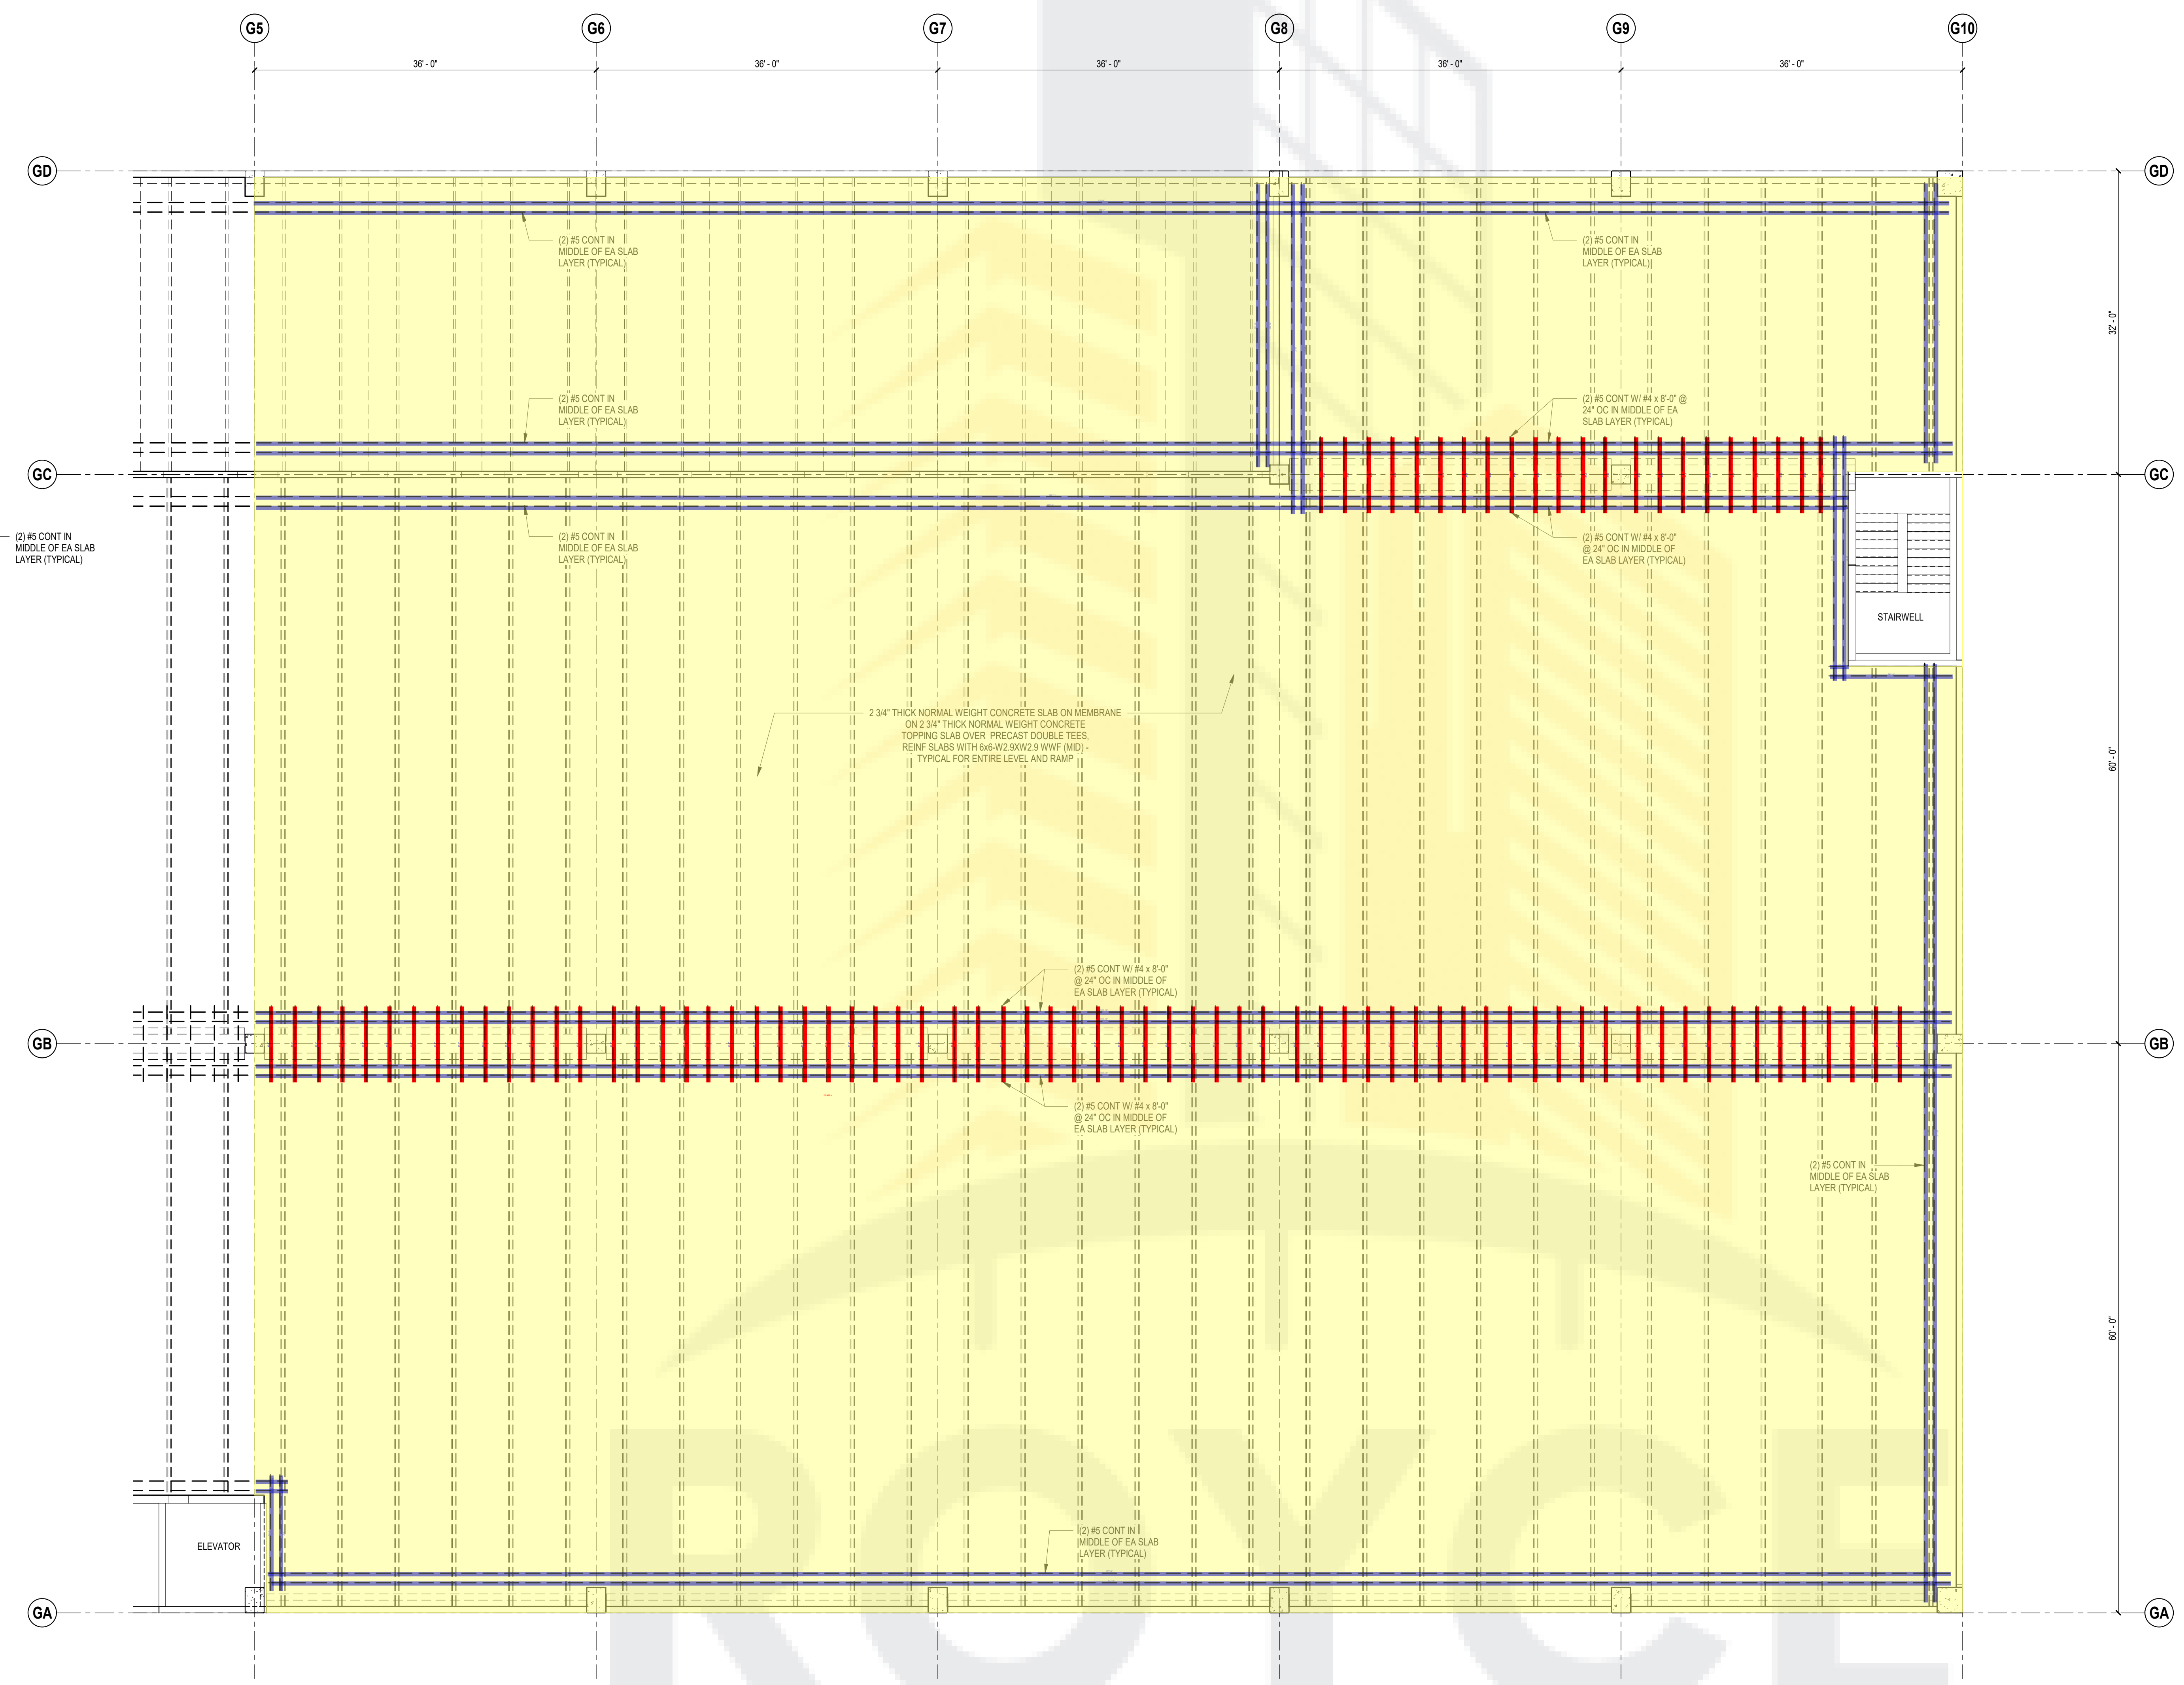 G5
G6
G7
G8
G9
G10
36' - 0"
36' - 0"
36' - 0"
36' - 0"
36' - 0"
GD
GD
(2) #5 CONT IN
MIDDLE OF EA SLAB
LAYER (TYPICAL)
(2) #5 CONT IN
MIDDLE OF EA SLAB
LAYER (TYPICAL)
32' - 0"
(2) #5 CONT IN
MIDDLE OF EA SLAB
LAYER (TYPICAL)
(2) #5 CONT W/ #4 x 8'-0" @
24" OC IN MIDDLE OF EA
SLAB LAYER (TYPICAL)
GC
GC
(2) #5 CONT IN
MIDDLE OF EA SLAB
LAYER (TYPICAL)
(2) #5 CONT IN
MIDDLE OF EA SLAB
LAYER (TYPICAL)
(2) #5 CONT W/ #4 x 8'-0"
@ 24" OC IN MIDDLE OF
EA SLAB LAYER (TYPICAL)
STAIRWELL
2 3/4" THICK NORMAL WEIGHT CONCRETE SLAB ON MEMBRANE
ON 2 3/4" THICK NORMAL WEIGHT CONCRETE
TOPPING SLAB OVER PRECAST DOUBLE TEES,
REINF SLABS WITH 6x6-W2.9XW2.9 WWF (MID) -
TYPICAL FOR ENTIRE LEVEL AND RAMP
60' - 0"
(2) #5 CONT W/ #4 x 8'-0"
@ 24" OC IN MIDDLE OF
EA SLAB LAYER (TYPICAL)
GB
GB
(2) #5 CONT W/ #4 x 8'-0"
@ 24" OC IN MIDDLE OF
EA SLAB LAYER (TYPICAL)
(2) #5 CONT IN
MIDDLE OF EA SLAB
LAYER (TYPICAL)
60' - 0"
ELEVATOR
(2) #5 CONT IN
MIDDLE OF EA SLAB
LAYER (TYPICAL)
GA
GA
ROYCE